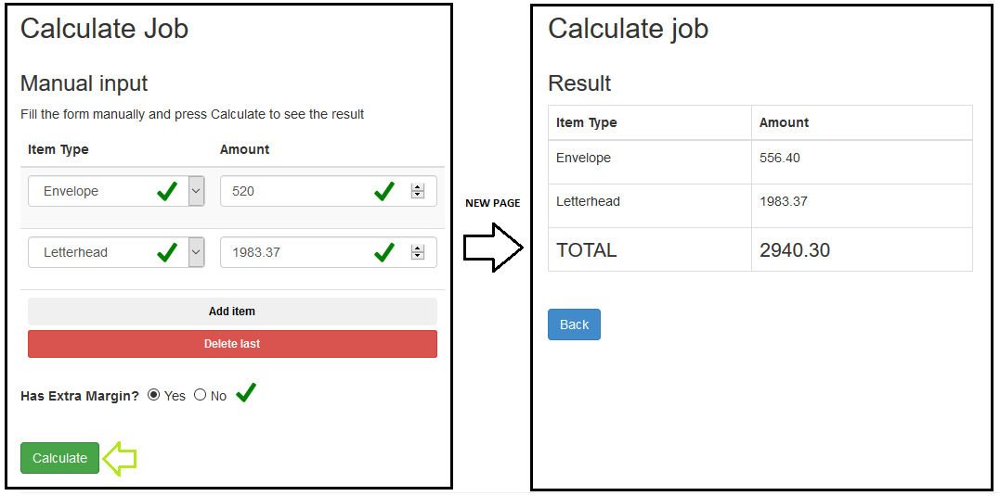 Calculate Job
Manual input
Fill the form manually and press Calculate to see the result
Item Type Amount
Envelope 520
Letterhead 1983.37
Add item
Delete last
Has Extra Margin? Yes No
Calculate
NEW PAGE
Calculate job
Result
Item Type Amount
Envelope 556.40
Letterhead 1983.37
TOTAL 2940.30
Back